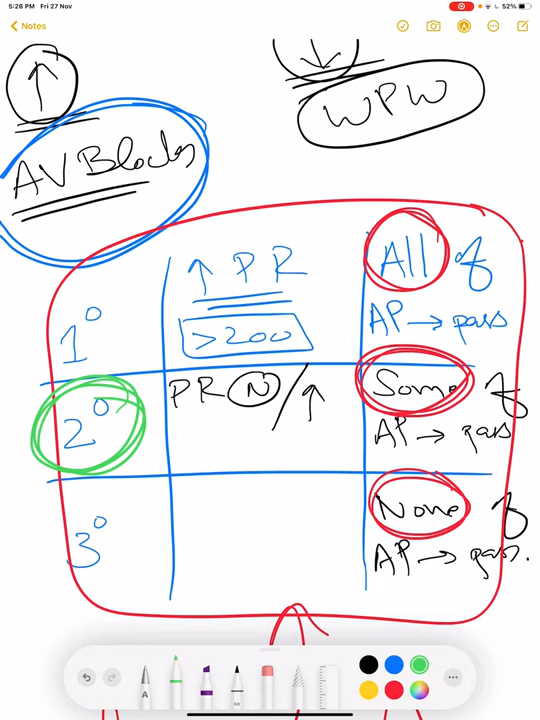 5:26 PM Fri 27 Nov
52%
Notes
↑
↓
WPW
AV Blocks
1° ↑ PR All of
>200 AP → pass
2° PR N/↑ Some of
AP → pass
3° None of
AP → pass.
A